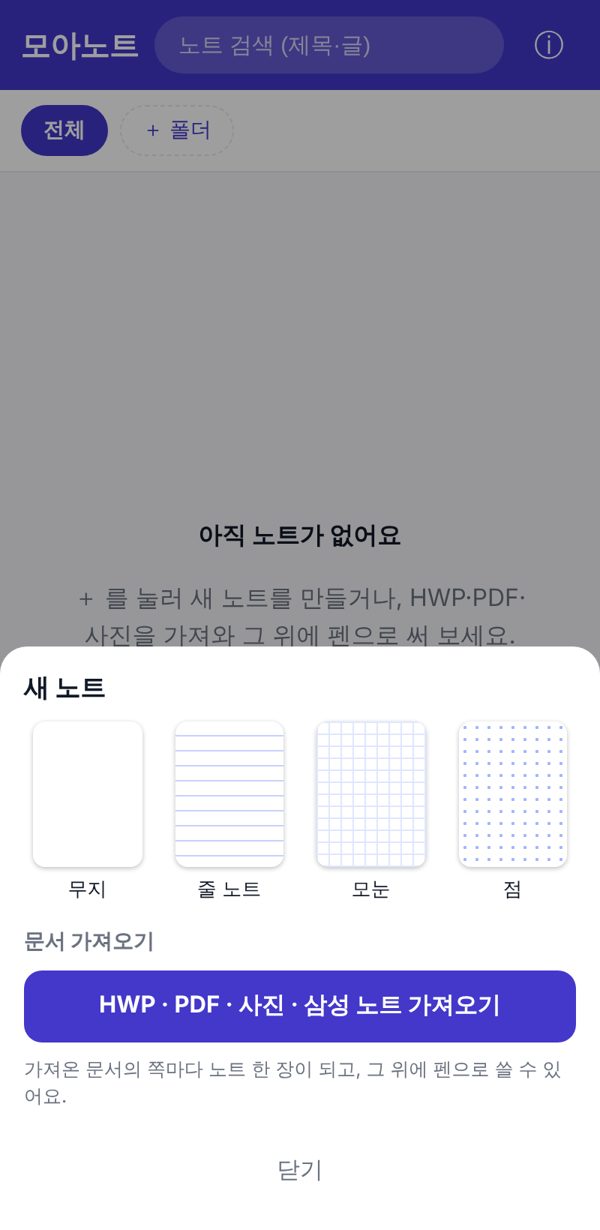 모아노트
노트 검색 (제목·글)
ⓘ
전체
+ 폴더
아직 노트가 없어요
+ 를 눌러 새 노트를 만들거나, HWP·PDF·
사진을 가져와 그 위에 펜으로 써 보세요.
새 노트
무지
줄 노트
모눈
점
문서 가져오기
HWP · PDF · 사진 · 삼성 노트 가져오기
가져온 문서의 쪽마다 노트 한 장이 되고, 그 위에 펜으로 쓸 수 있
어요.
닫기